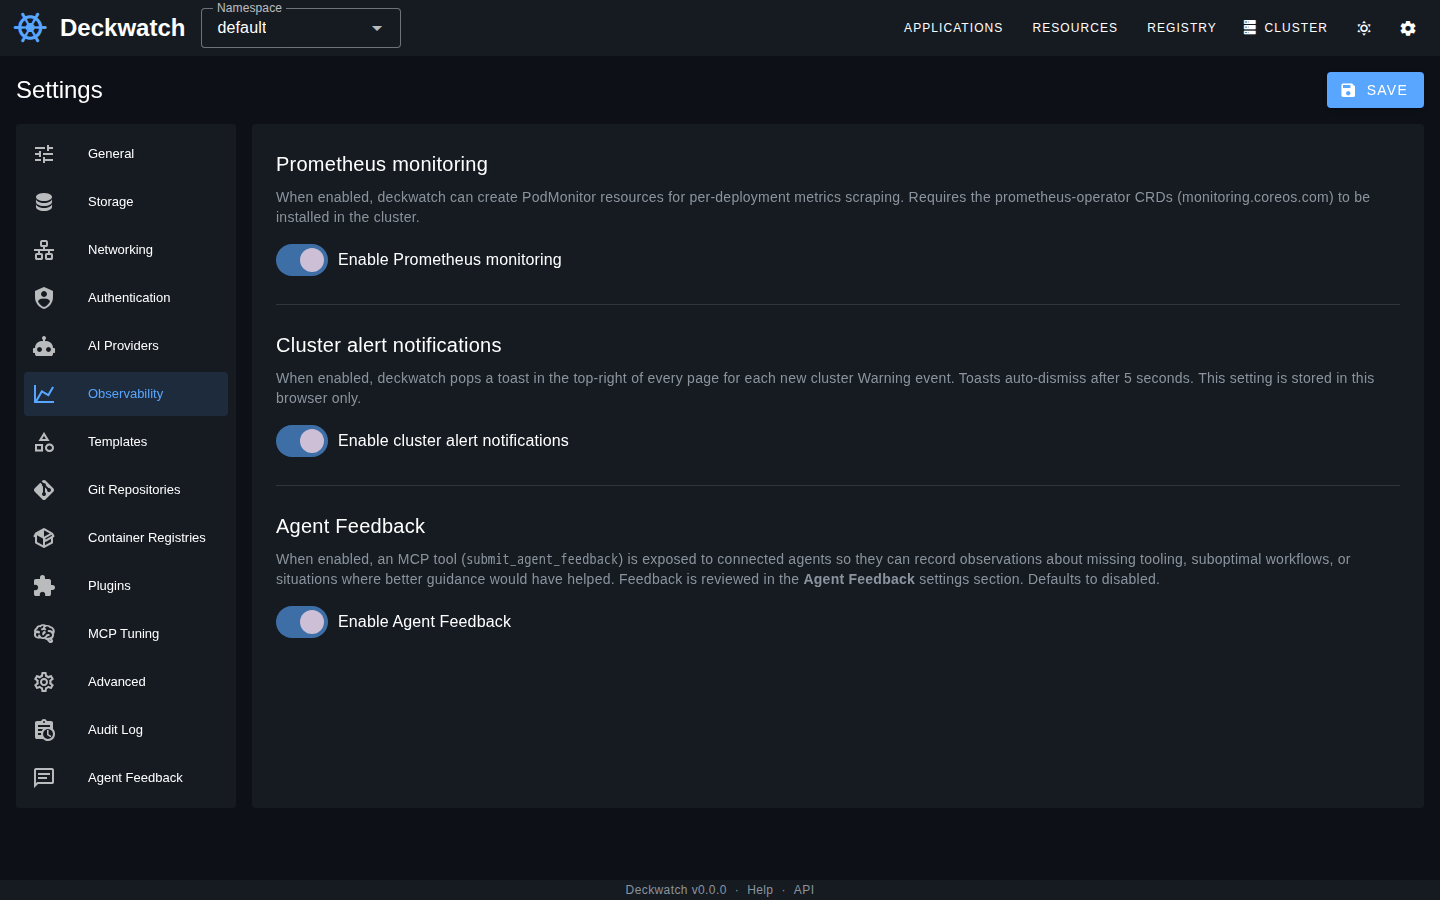 Deckwatch
Namespace
default
APPLICATIONS
RESOURCES
REGISTRY
CLUSTER
Settings
SAVE
General
Storage
Networking
Authentication
AI Providers
Observability
Templates
Git Repositories
Container Registries
Plugins
MCP Tuning
Advanced
Audit Log
Agent Feedback
Prometheus monitoring
When enabled, deckwatch can create PodMonitor resources for per-deployment metrics scraping. Requires the prometheus-operator CRDs (monitoring.coreos.com) to be
installed in the cluster.
Enable Prometheus monitoring
Cluster alert notifications
When enabled, deckwatch pops a toast in the top-right of every page for each new cluster Warning event. Toasts auto-dismiss after 5 seconds. This setting is stored in this
browser only.
Enable cluster alert notifications
Agent Feedback
When enabled, an MCP tool (submit_agent_feedback) is exposed to connected agents so they can record observations about missing tooling, suboptimal workflows, or
situations where better guidance would have helped. Feedback is reviewed in the Agent Feedback settings section. Defaults to disabled.
Enable Agent Feedback
Deckwatch v0.0.0 · Help · API